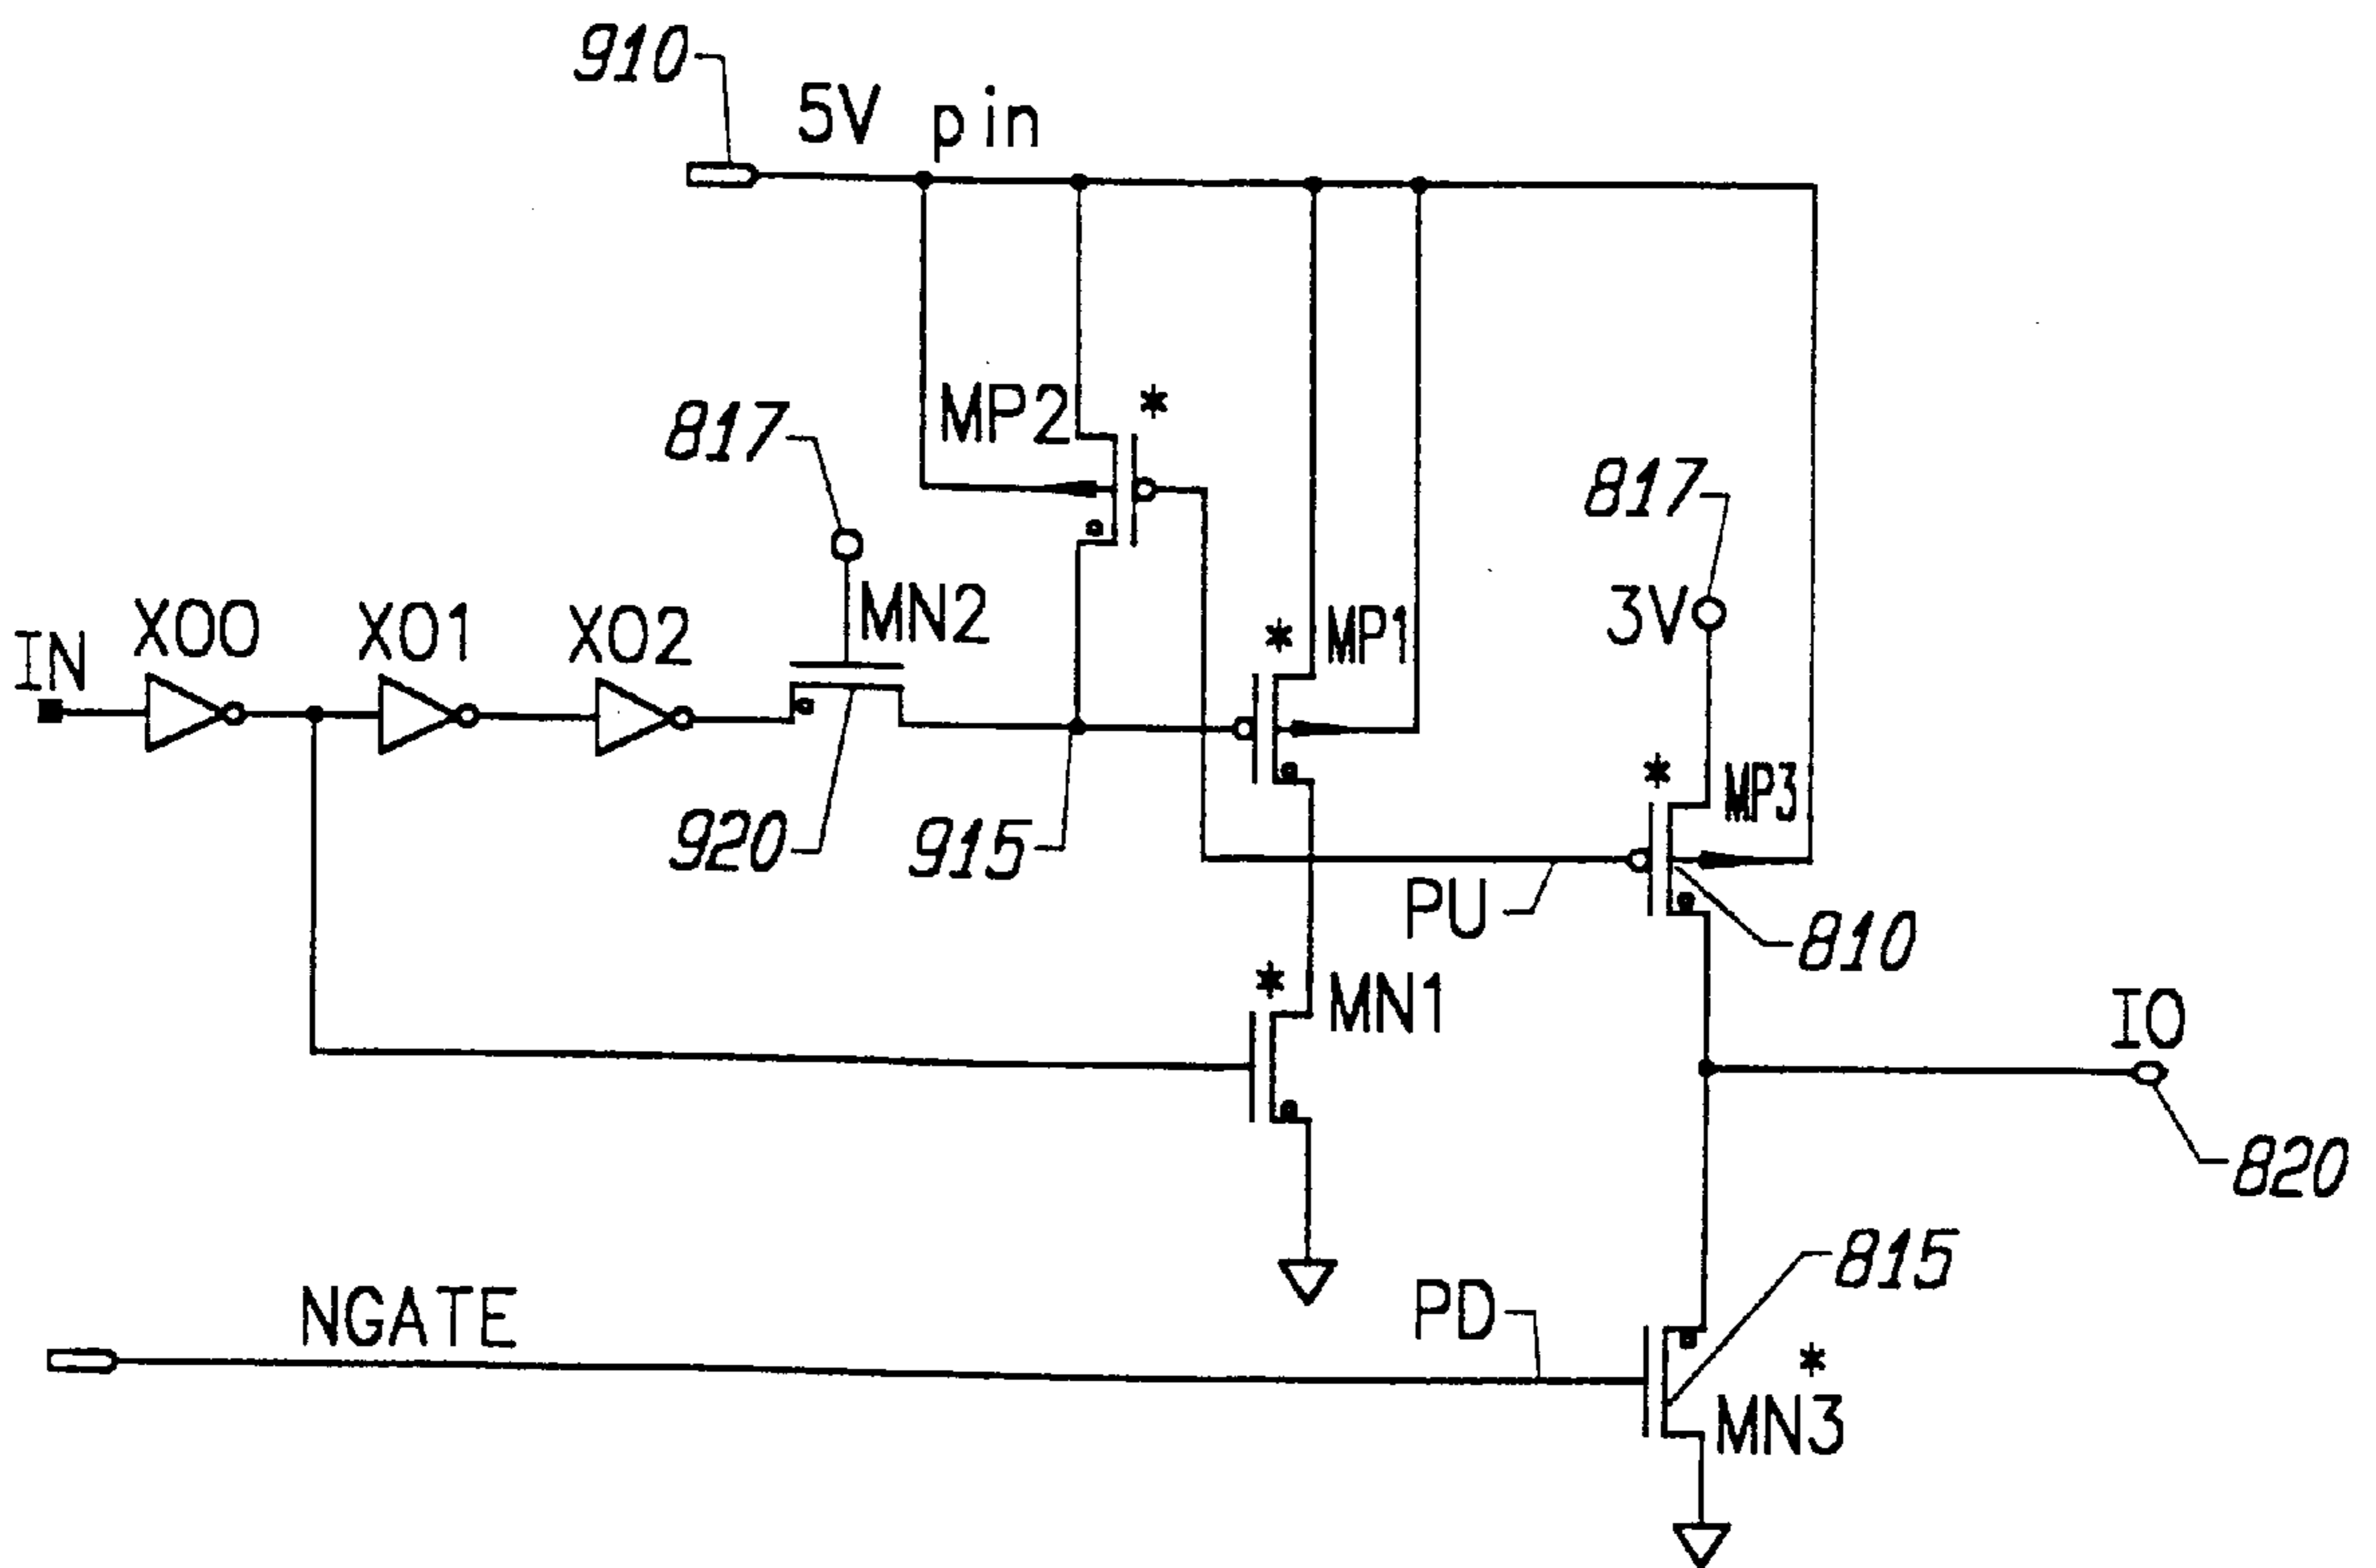 910
5V pin
MP2 *
817
817
MN2
3V
* MP1
IN
X00
X01
X02
* MP3
920
915
PU
810
* MN1
IO
820
815
NGATE
PD
*
MN3